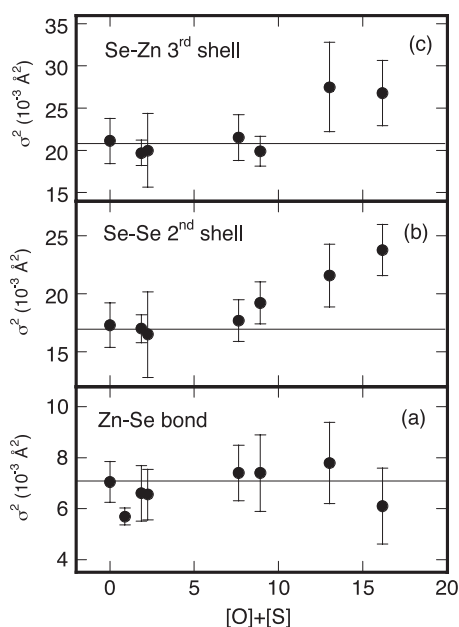 35
30
25
20
15
σ² (10⁻³ Å²)
Se-Zn 3ʳᵈ shell
(c)
25
20
15
σ² (10⁻³ Å²)
Se-Se 2ⁿᵈ shell
(b)
10
8
6
4
σ² (10⁻³ Å²)
Zn-Se bond
(a)
0 5 10 15 20
[O]+[S]